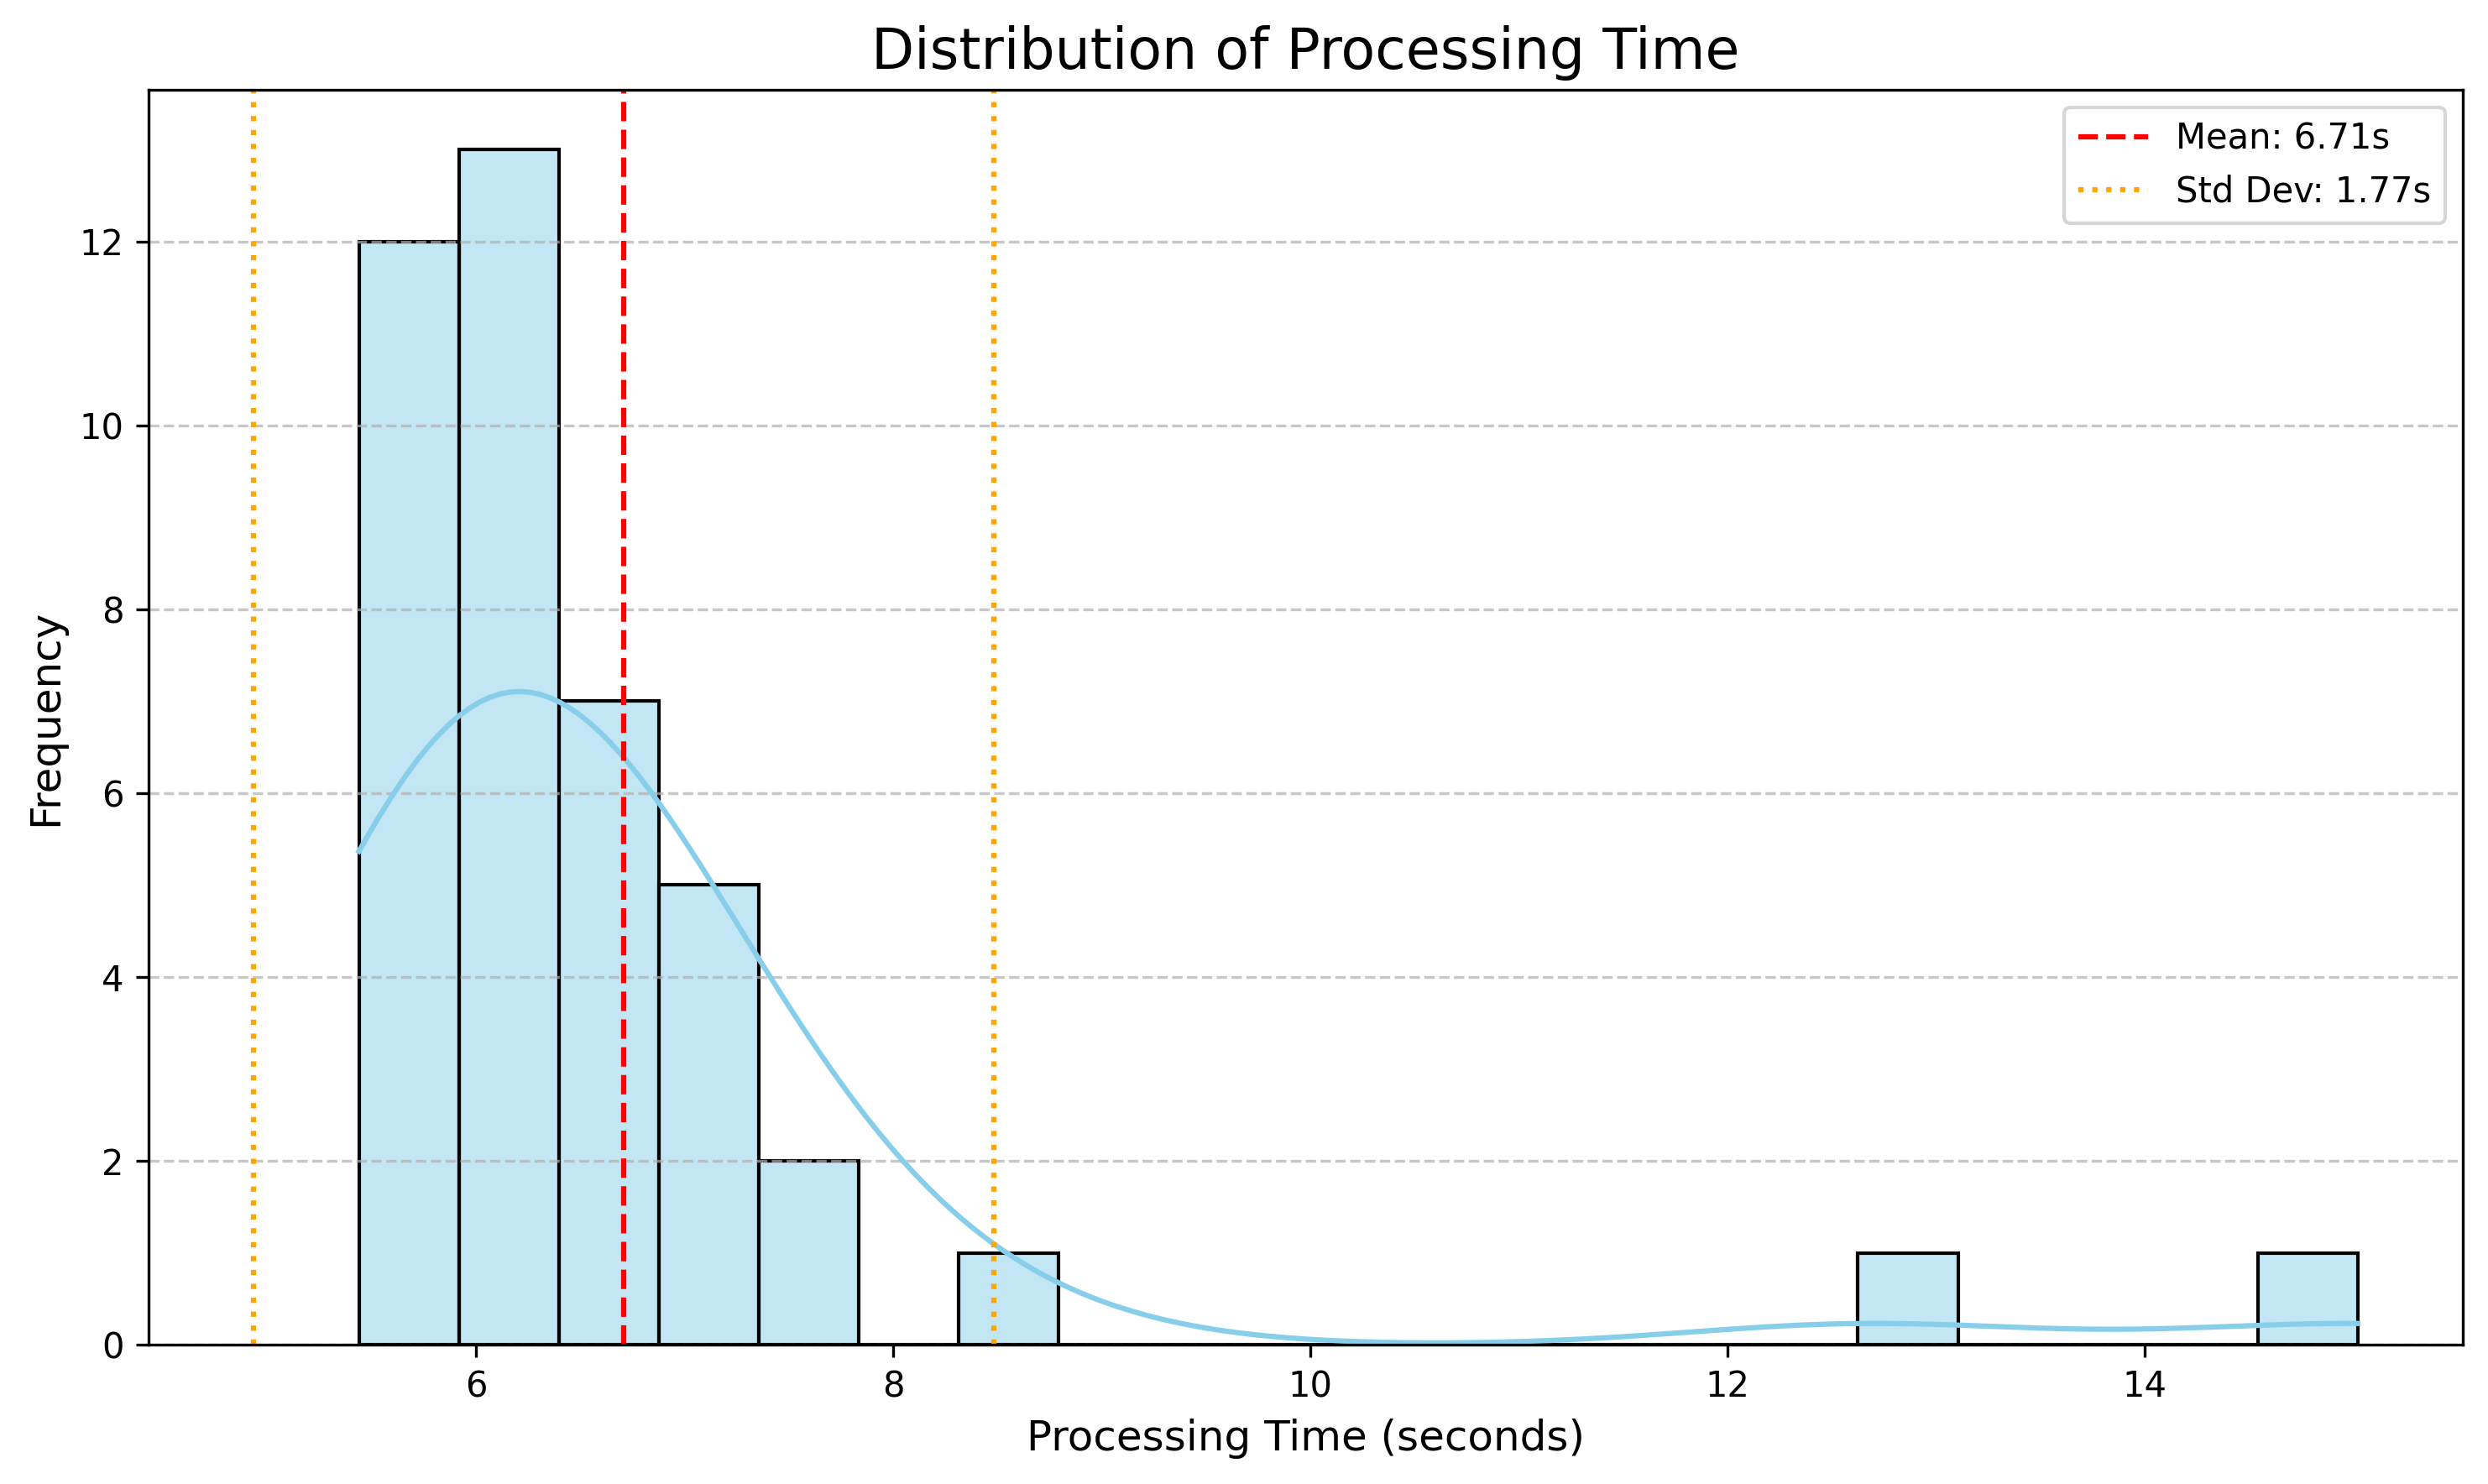 Distribution of Processing Time
Mean: 6.71s
Std Dev: 1.77s
12
10
8
6
4
2
0
Frequency
6 8 10 12 14
Processing Time (seconds)